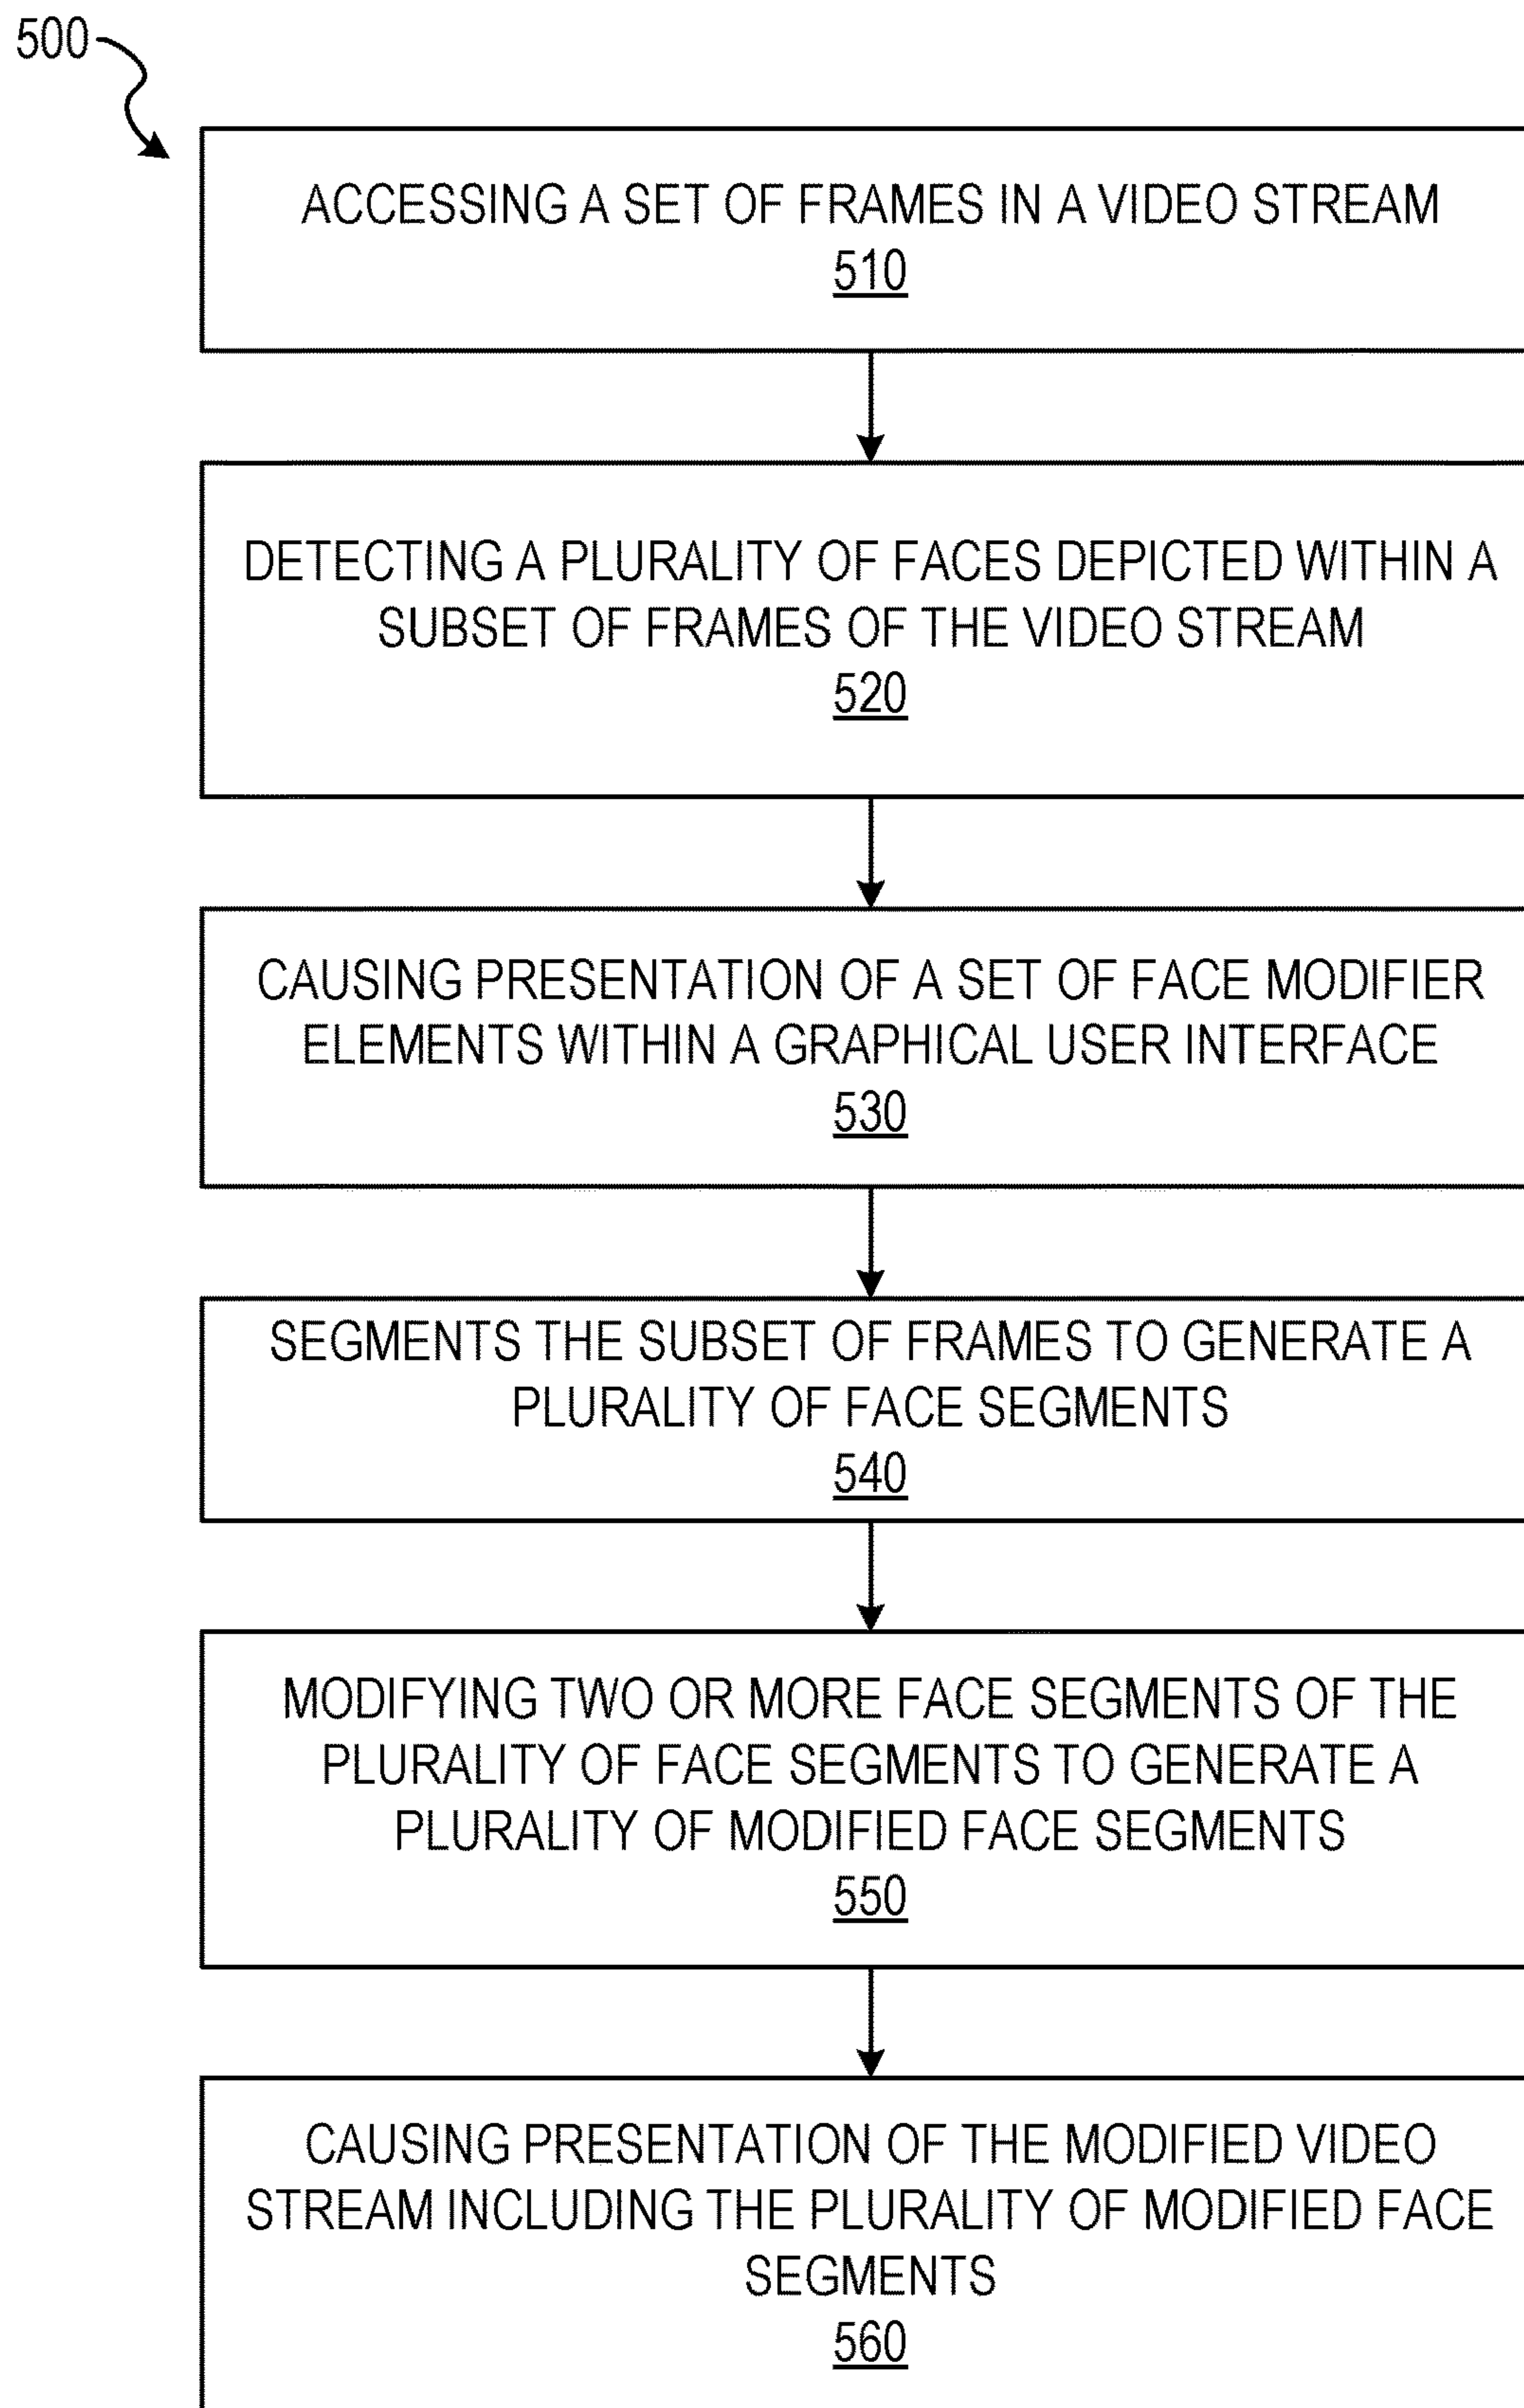 500
ACCESSING A SET OF FRAMES IN A VIDEO STREAM
510
DETECTING A PLURALITY OF FACES DEPICTED WITHIN A
SUBSET OF FRAMES OF THE VIDEO STREAM
520
CAUSING PRESENTATION OF A SET OF FACE MODIFIER
ELEMENTS WITHIN A GRAPHICAL USER INTERFACE
530
SEGMENTS THE SUBSET OF FRAMES TO GENERATE A
PLURALITY OF FACE SEGMENTS
540
MODIFYING TWO OR MORE FACE SEGMENTS OF THE
PLURALITY OF FACE SEGMENTS TO GENERATE A
PLURALITY OF MODIFIED FACE SEGMENTS
550
CAUSING PRESENTATION OF THE MODIFIED VIDEO
STREAM INCLUDING THE PLURALITY OF MODIFIED FACE
SEGMENTS
560